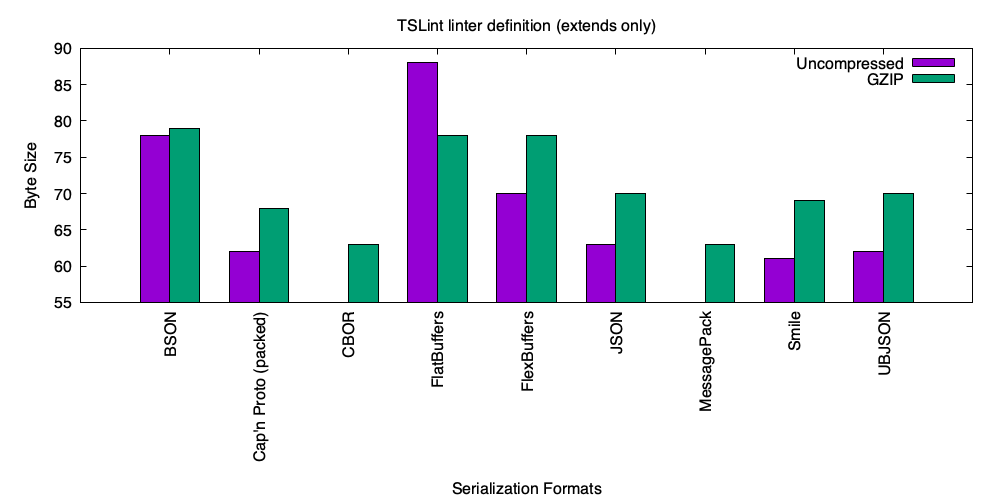 TSLint linter definition (extends only)
90
85
80
75
70
65
60
55
Byte Size
Uncompressed
GZIP
BSON
Cap'n Proto (packed)
CBOR
FlatBuffers
FlexBuffers
JSON
MessagePack
Smile
UBJSON
Serialization Formats